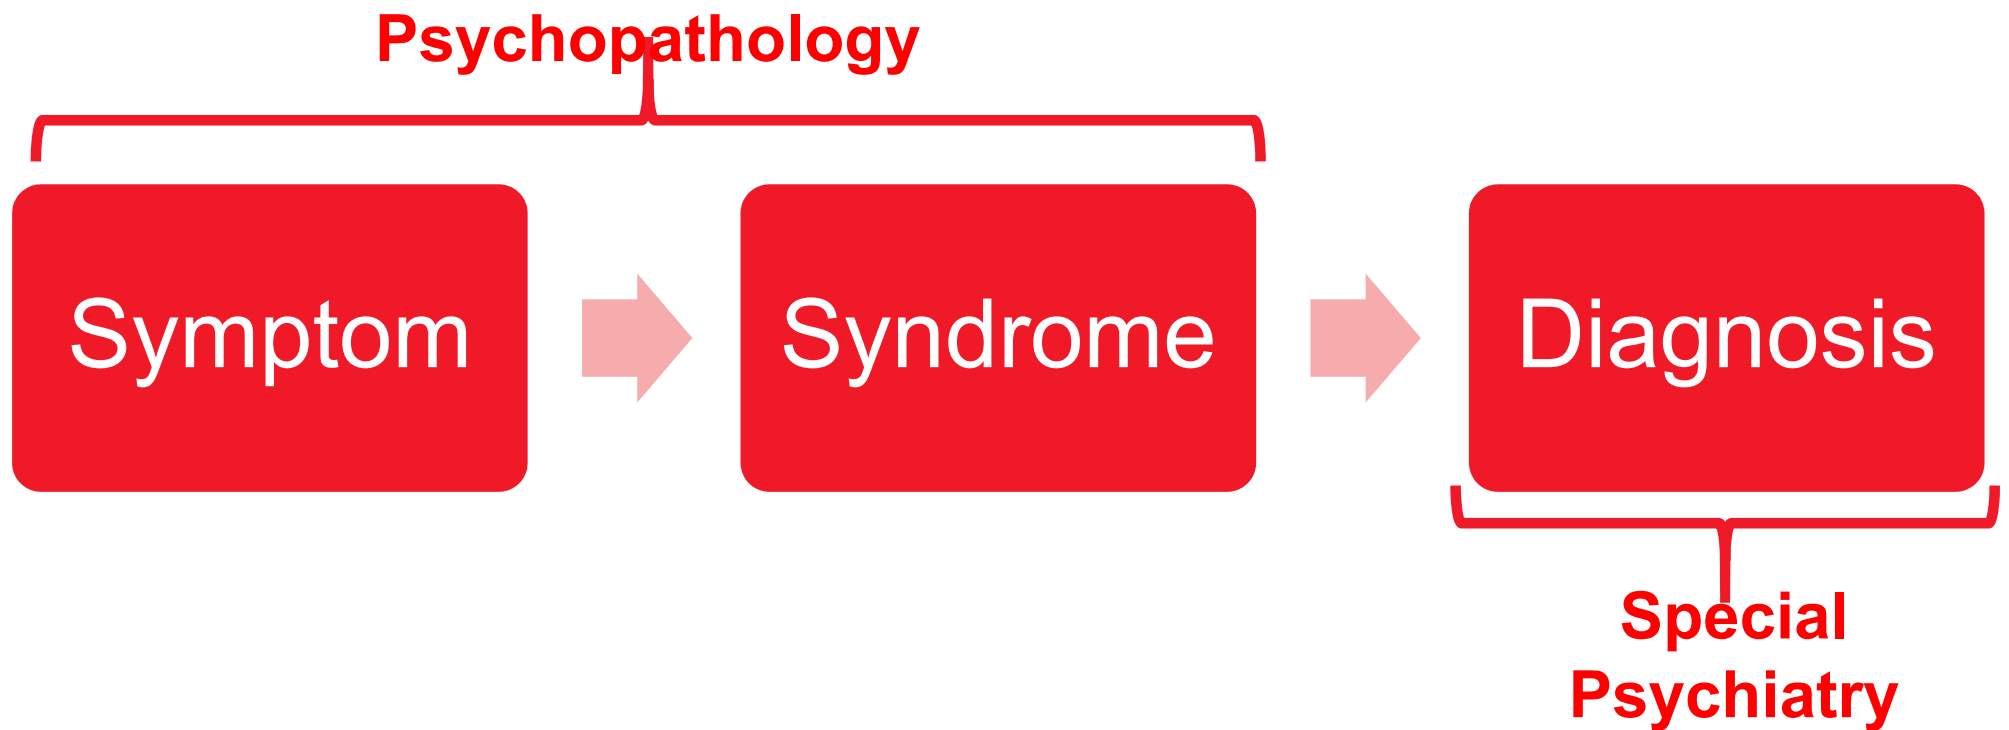 Psychopathology
Symptom
Syndrome
Diagnosis
Special
Psychiatry